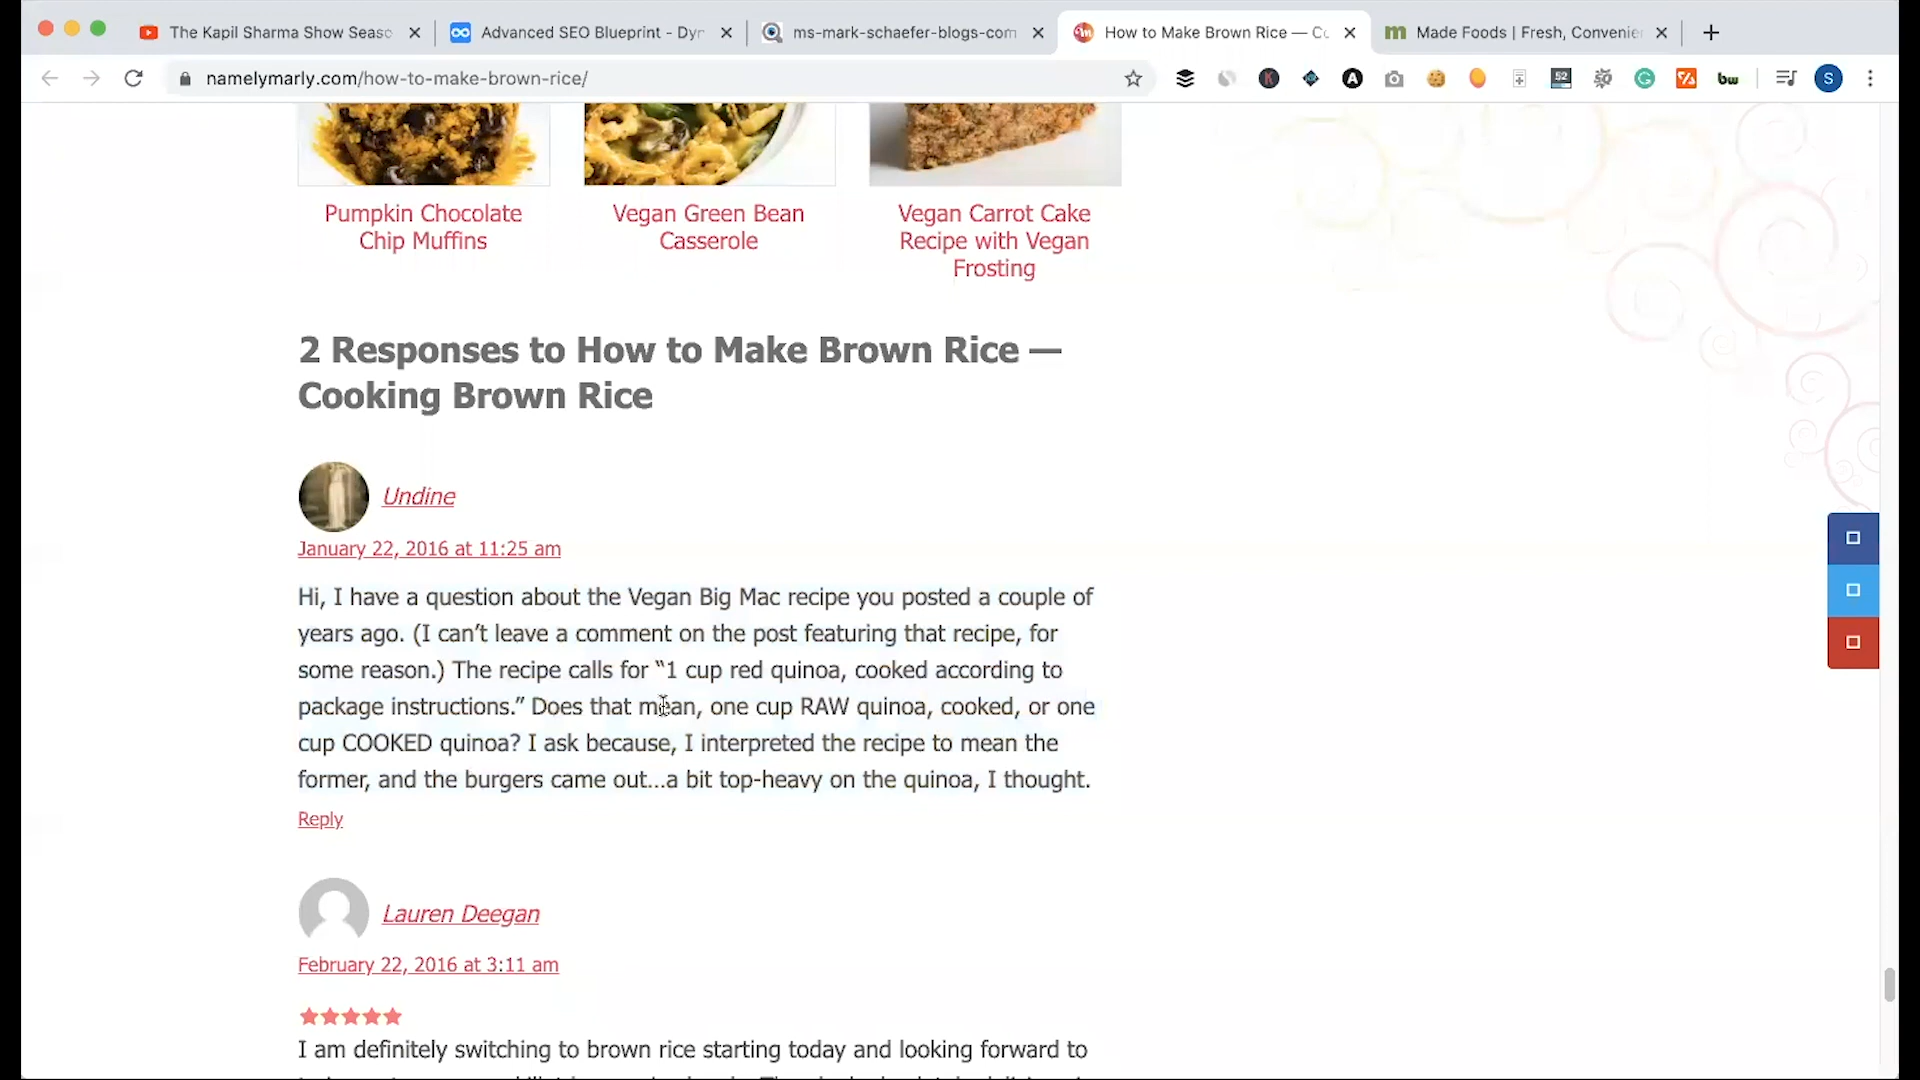 The Kapil Sharma Show Seaso
Advanced SEO Blueprint - Dyr
ms-mark-schaefer-blogs-com
How to Make Brown Rice — Co
Made Foods | Fresh, Convenien
namelymarly.com/how-to-make-brown-rice/
52
S
Pumpkin Chocolate
Chip Muffins
Vegan Green Bean
Casserole
Vegan Carrot Cake
Recipe with Vegan
Frosting
2 Responses to How to Make Brown Rice —
Cooking Brown Rice
Undine
January 22, 2016 at 11:25 am
Hi, I have a question about the Vegan Big Mac recipe you posted a couple of
years ago. (I can’t leave a comment on the post featuring that recipe, for
some reason.) The recipe calls for “1 cup red quinoa, cooked according to
package instructions.” Does that mean, one cup RAW quinoa, cooked, or one
cup COOKED quinoa? I ask because, I interpreted the recipe to mean the
former, and the burgers came out...a bit top-heavy on the quinoa, I thought.
Reply
Lauren Deegan
February 22, 2016 at 3:11 am
I am definitely switching to brown rice starting today and looking forward to